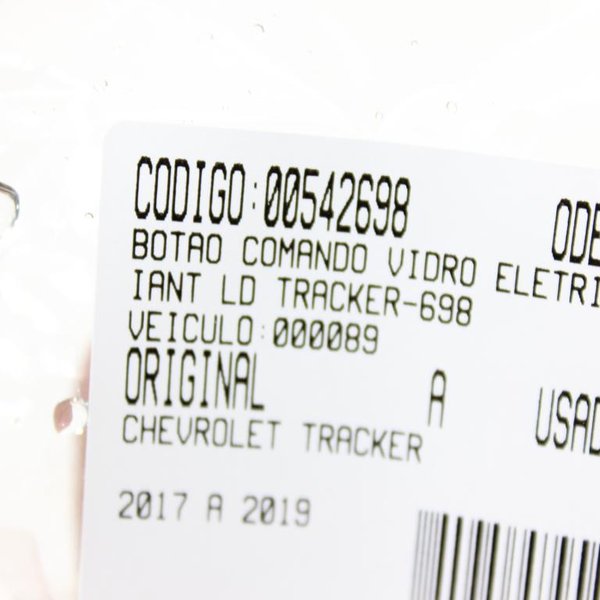 CODIGO:00542698
BOTAO COMANDO VIDRO ELETRI
IANT LD TRACKER-698
VEICULO:000089
ORIGINAL A
CHEVROLET TRACKER
2017 A 2019